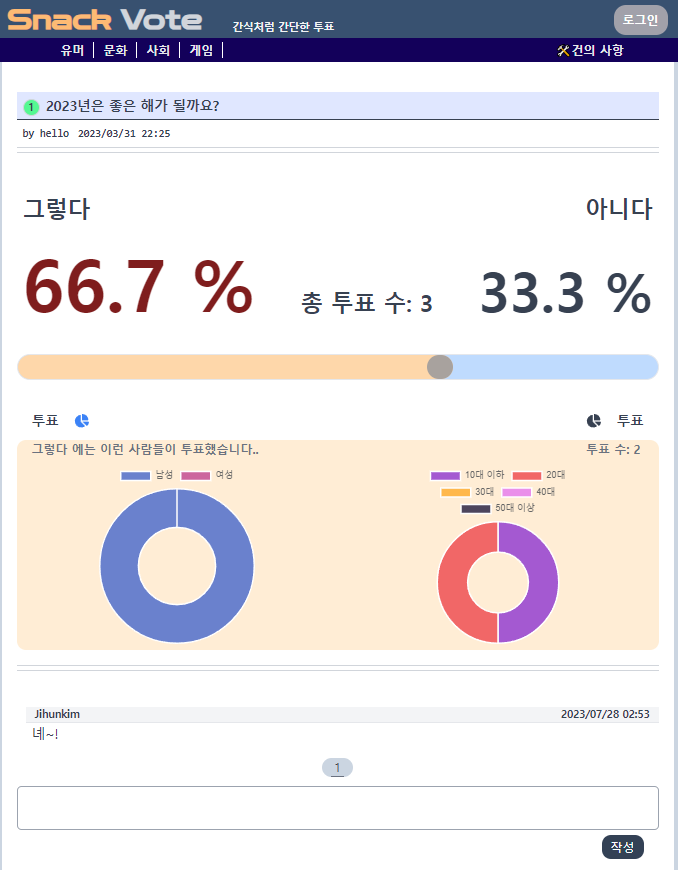 Snack Vote 간식처럼 간단한 투표 로그인
유머 문화 사회 게임 🛠건의 사항
1 2023년은 좋은 해가 될까요?
by hello 2023/03/31 22:25
그렇다 아니다
66.7 % 총 투표 수: 3 33.3 %
투표 투표
그렇다 에는 이런 사람들이 투표했습니다.. 투표 수: 2
남성 여성
10대 이하 20대
30대 40대
50대 이상
Jihunkim 2023/07/28 02:53
녜~!
1
작성